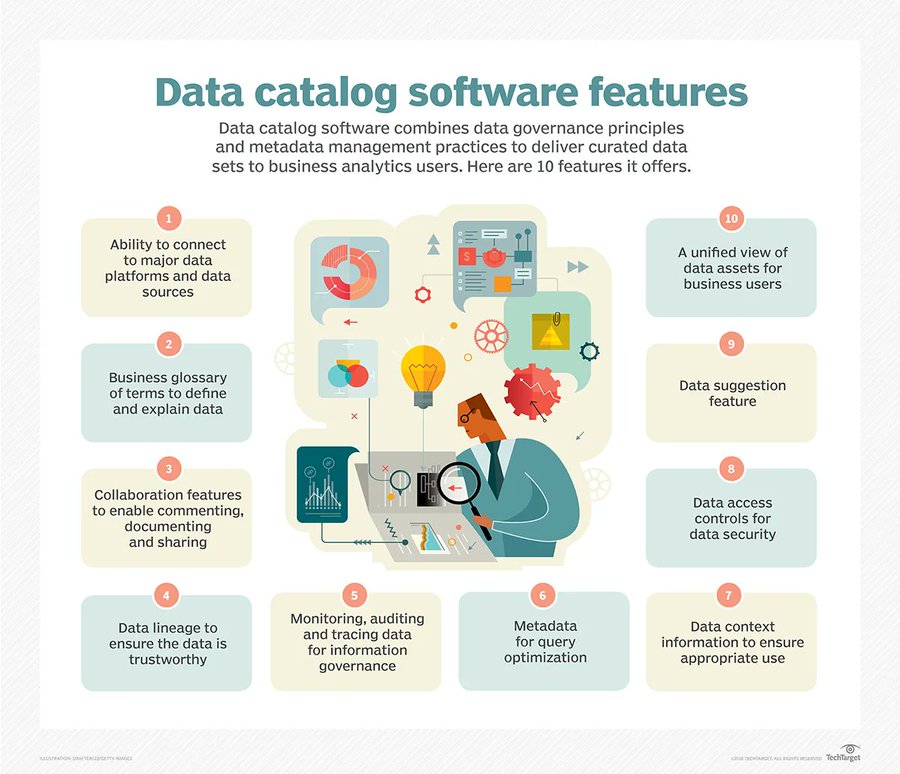 Data catalog software features
Data catalog software combines data governance principles
and metadata management practices to deliver curated data
sets to business analytics users. Here are 10 features it offers.
1
Ability to connect
to major data
platforms and data
sources
2
Business glossary
of terms to define
and explain data
3
Collaboration features
to enable commenting,
documenting
and sharing
4
Data lineage to
ensure the data is
trustworthy
5
Monitoring, auditing
and tracing data
for information
governance
6
Metadata
for query
optimization
7
Data context
information to ensure
appropriate use
8
Data access
controls for
data security
9
Data suggestion
feature
10
A unified view of
data assets for
business users
$
ILLUSTRATION: DRAFTER123/GETTY IMAGES
©2018 TECHTARGET. ALL RIGHTS RESERVED
TechTarget